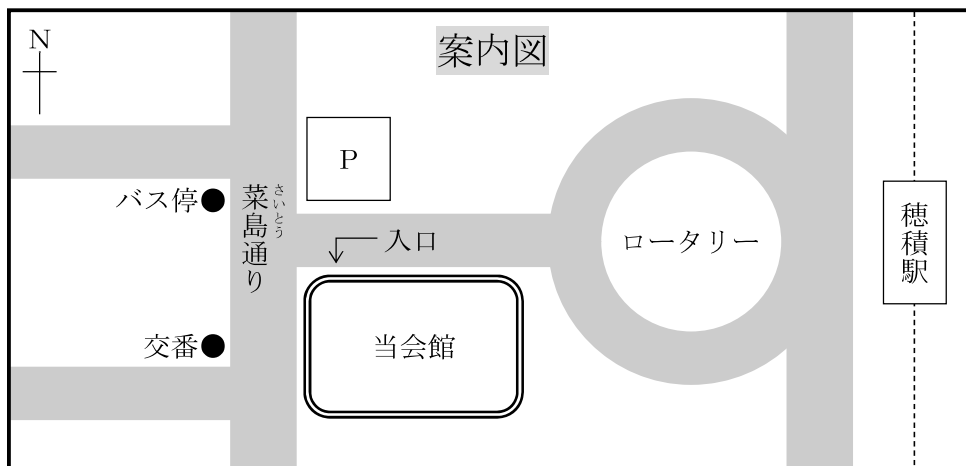 案内図
N
P
バス停
菜島通り
さいとう
入口
ロータリー
穂積駅
交番
当会館